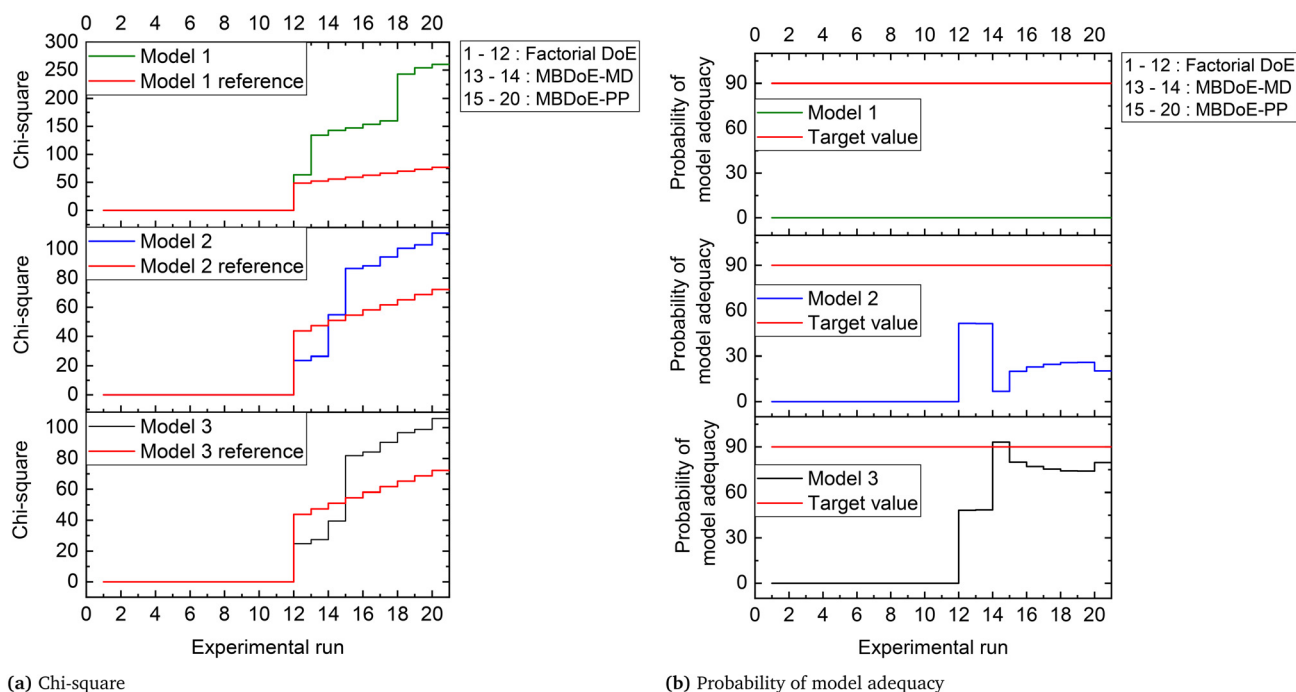 0 2 4 6 8 10 12 14 16 18 20
300
250
200
150
100
50
0
Chi-square
Model 1
Model 1 reference
1 - 12 : Factorial DoE
13 - 14 : MBDoE-MD
15 - 20 : MBDoE-PP
100
80
60
40
20
0
Chi-square
Model 2
Model 2 reference
100
80
60
40
20
0
Chi-square
Model 3
Model 3 reference
0 2 4 6 8 10 12 14 16 18 20
Experimental run
(a) Chi-square
0 2 4 6 8 10 12 14 16 18 20
90
60
30
0
Probability of
model adequacy
Model 1
Target value
1 - 12 : Factorial DoE
13 - 14 : MBDoE-MD
15 - 20 : MBDoE-PP
90
60
30
0
Probability of
model adequacy
Model 2
Target value
90
60
30
0
Probability of
model adequacy
Model 3
Target value
0 2 4 6 8 10 12 14 16 18 20
Experimental run
(b) Probability of model adequacy